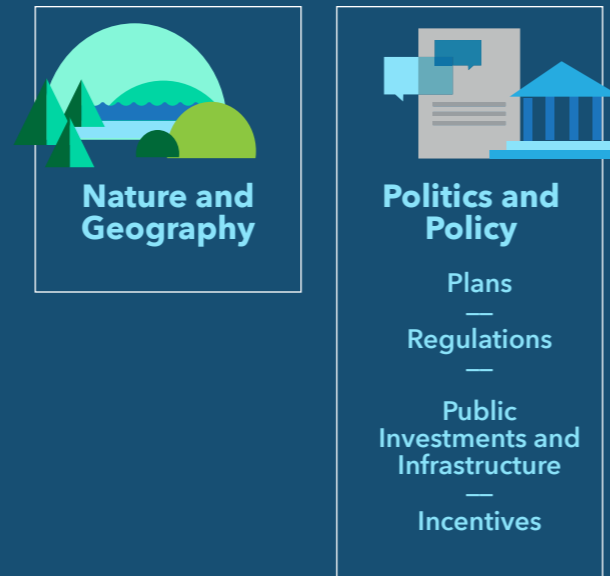 Nature and
Geography
Politics and
Policy
Plans
Regulations
Public
Investments and
Infrastructure
Incentives